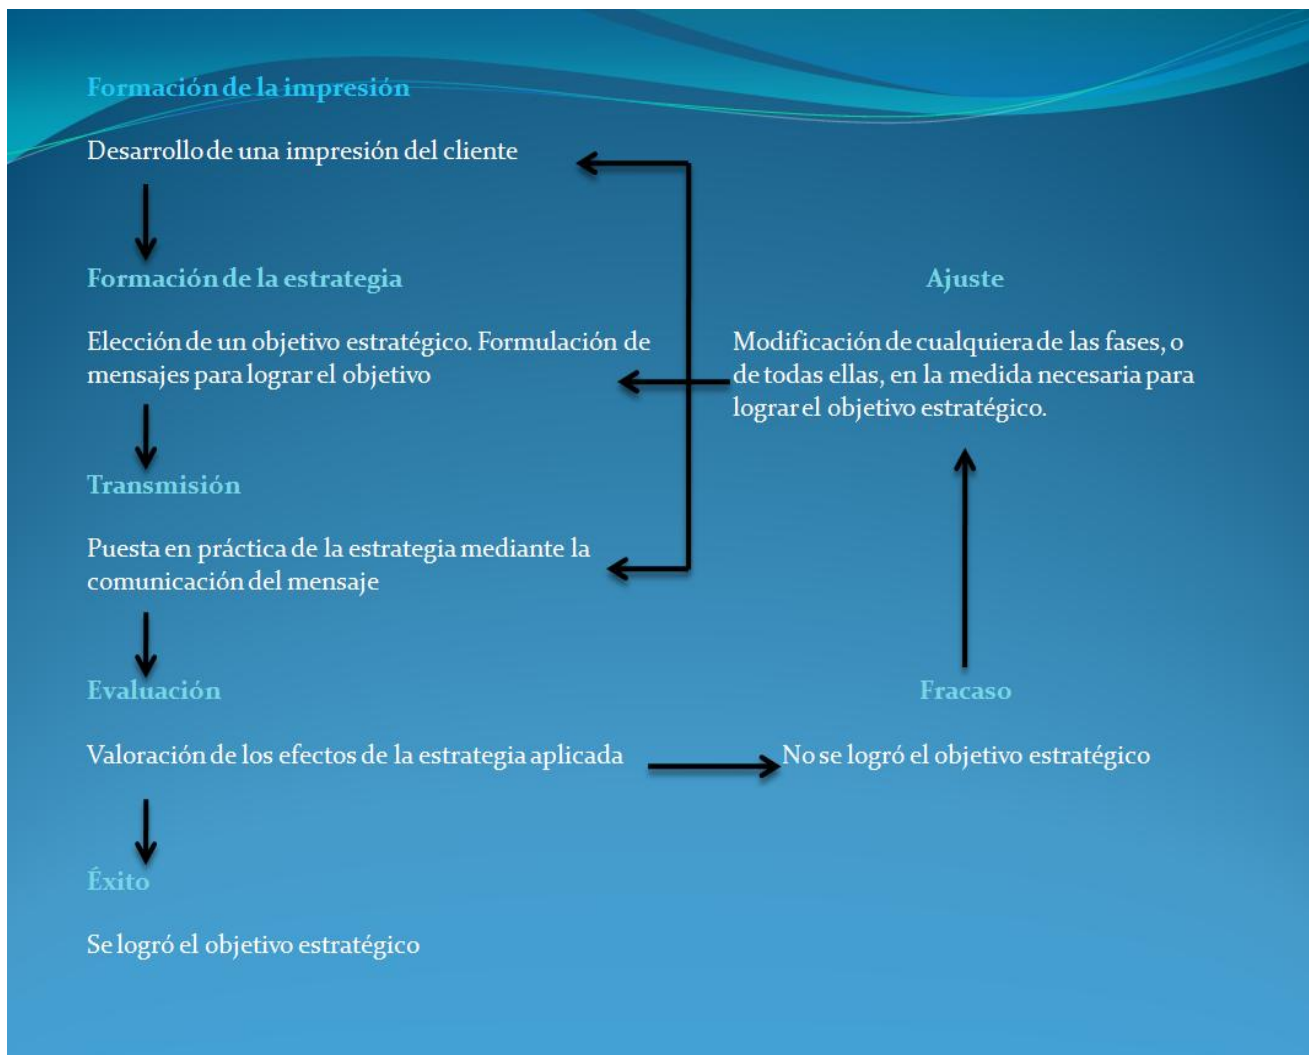 Formación de la impresión
Desarrollo de una impresión del cliente
Formación de la estrategia
Elección de un objetivo estratégico. Formulación de
mensajes para lograr el objetivo
Transmisión
Puesta en práctica de la estrategia mediante la
comunicación del mensaje
Evaluación
Valoración de los efectos de la estrategia aplicada
Éxito
Se logró el objetivo estratégico
Ajuste
Modificación de cualquiera de las fases, o
de todas ellas, en la medida necesaria para
lograr el objetivo estratégico.
Fracaso
No se logró el objetivo estratégico